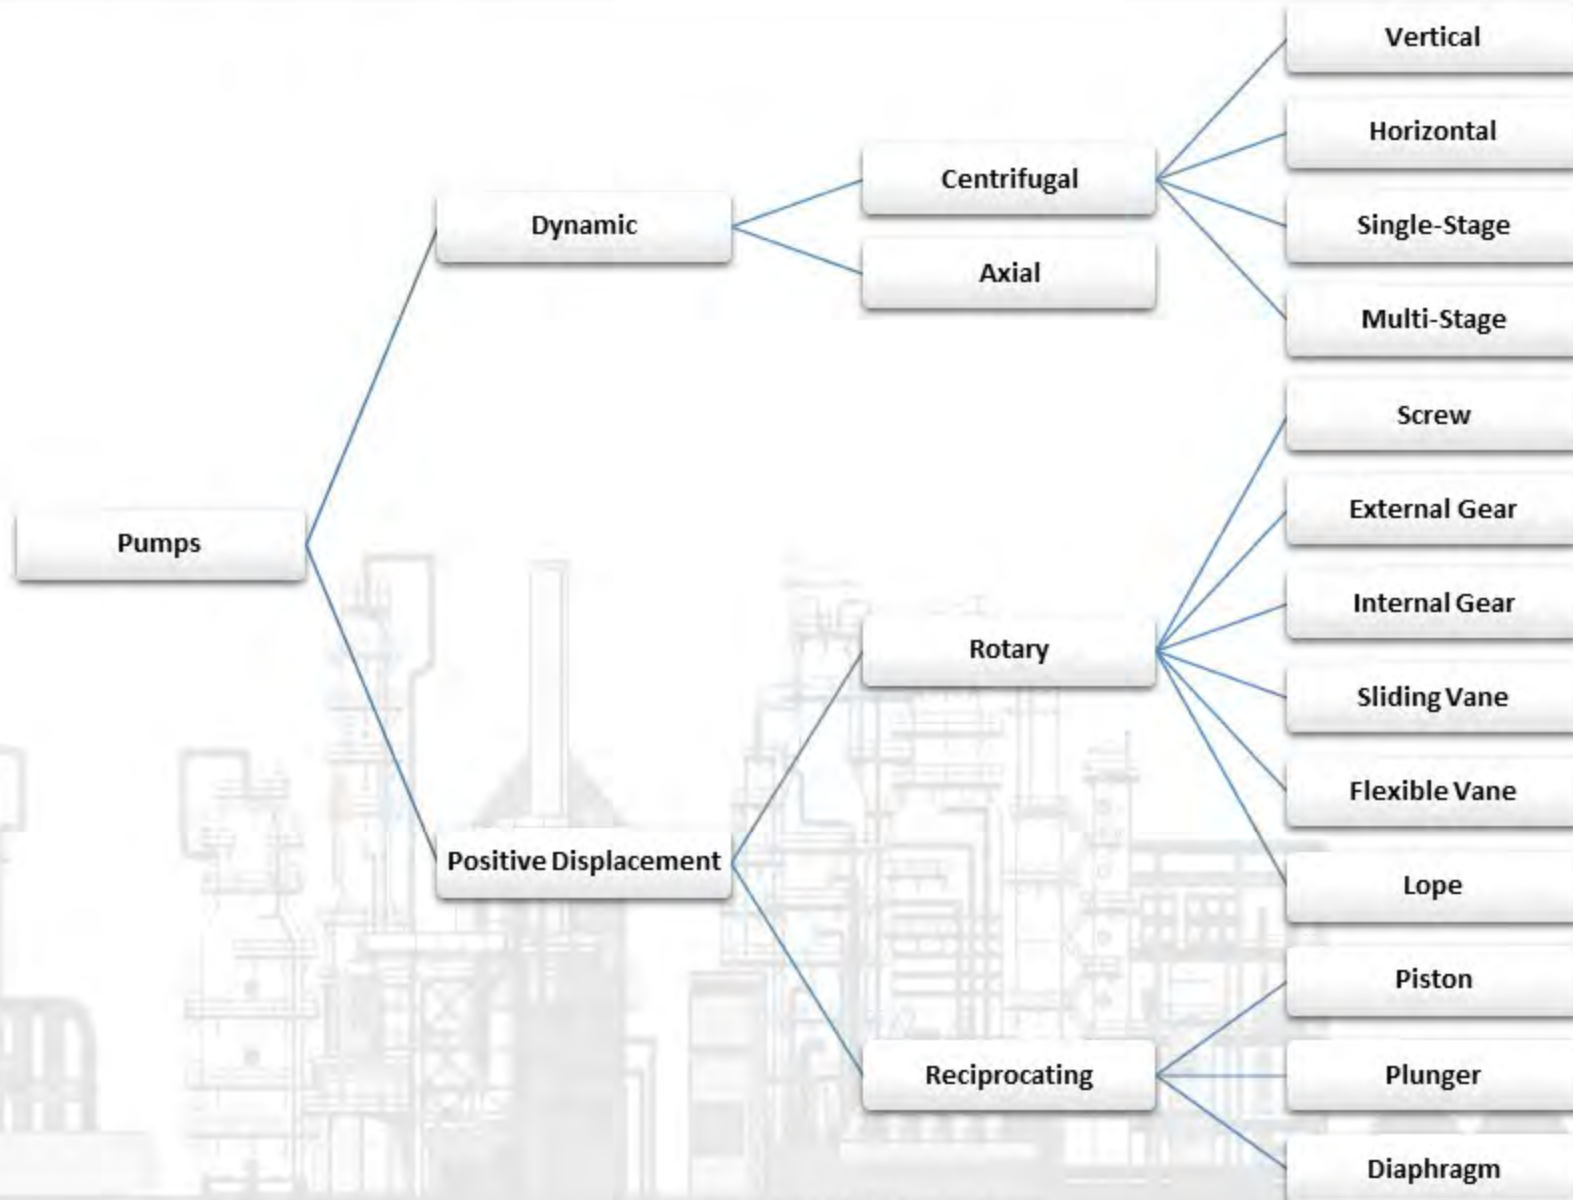 Pumps
Dynamic
Centrifugal
Vertical
Horizontal
Single-Stage
Multi-Stage
Axial
Positive Displacement
Rotary
Screw
External Gear
Internal Gear
Sliding Vane
Flexible Vane
Lope
Reciprocating
Piston
Plunger
Diaphragm